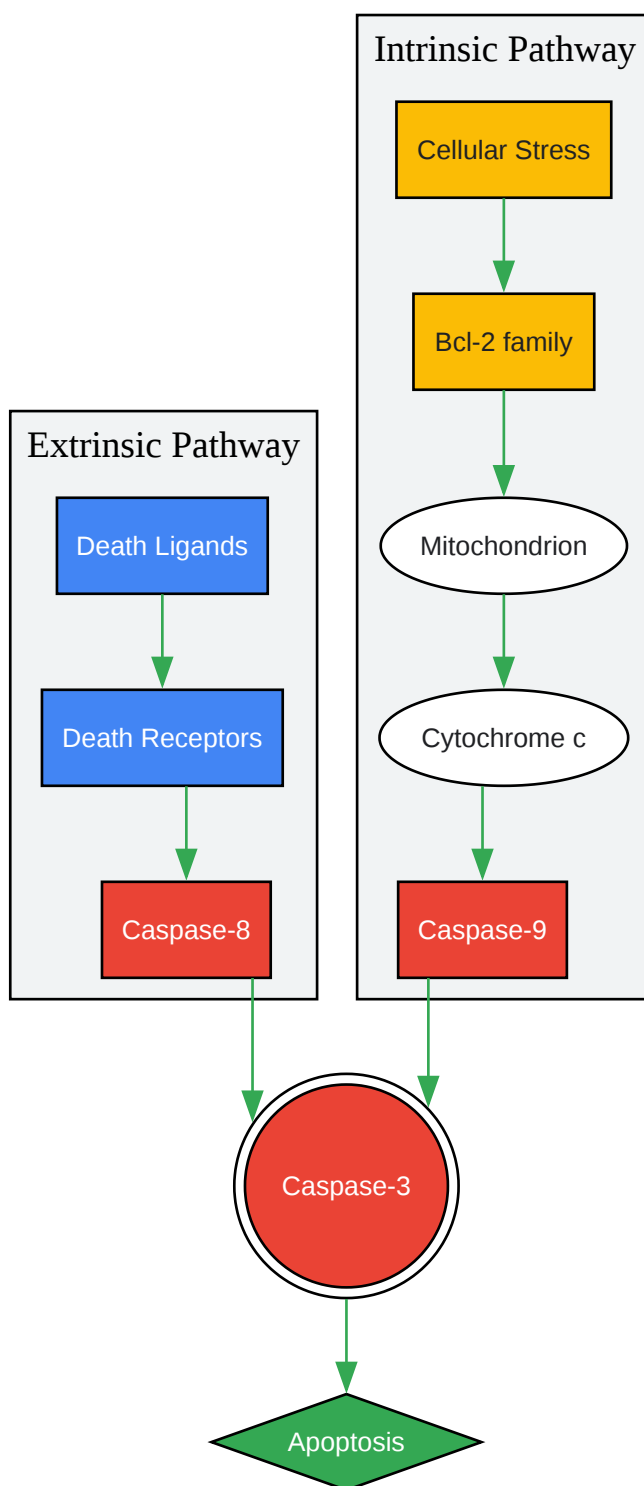 Intrinsic Pathway
Cellular Stress
Bcl-2 family
Extrinsic Pathway
Death Ligands
Mitochondrion
Death Receptors
Cytochrome c
Caspase-8
Caspase-9
Caspase-3
Apoptosis